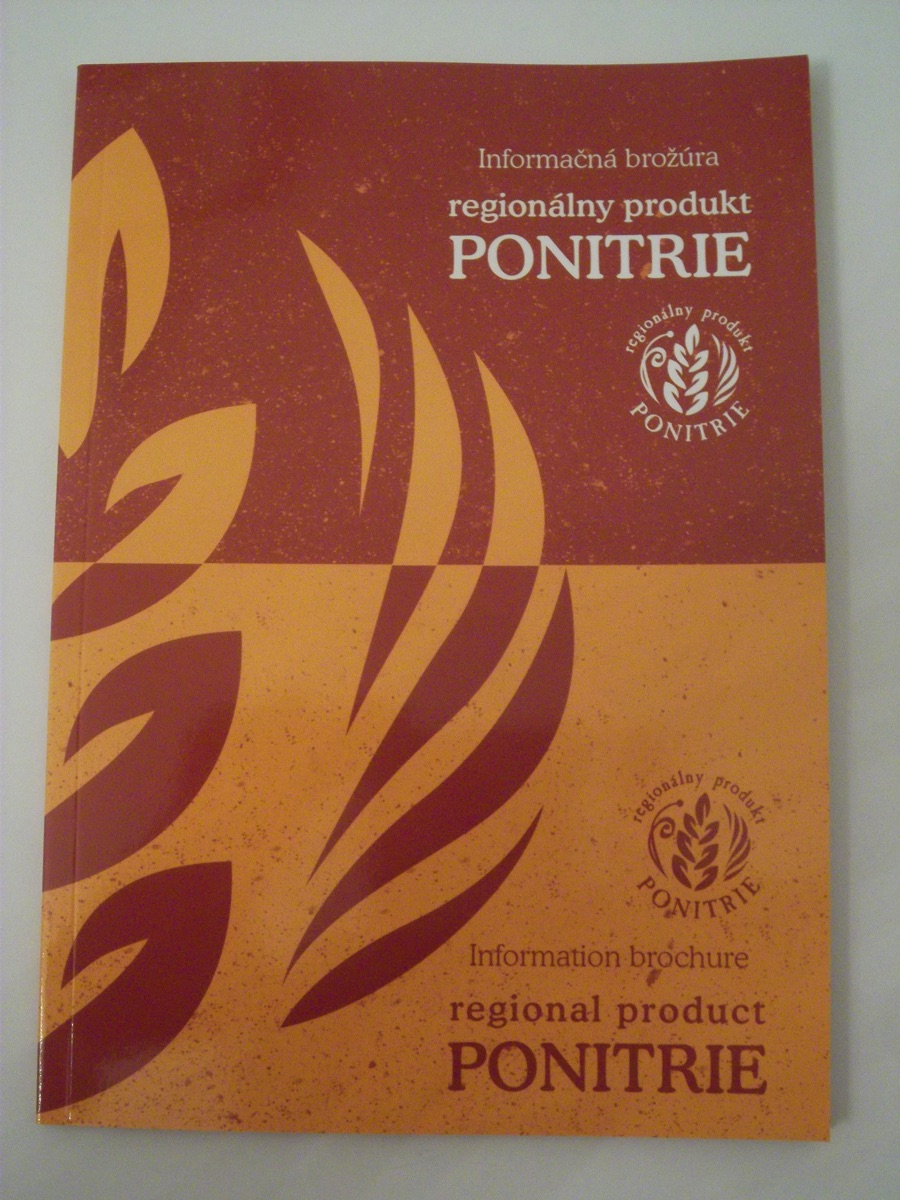 Informačná brožúra
regionálny produkt
PONITRIE
regionálny produkt
PONITRIE
regionálny produkt
PONITRIE
Information brochure
regional product
PONITRIE